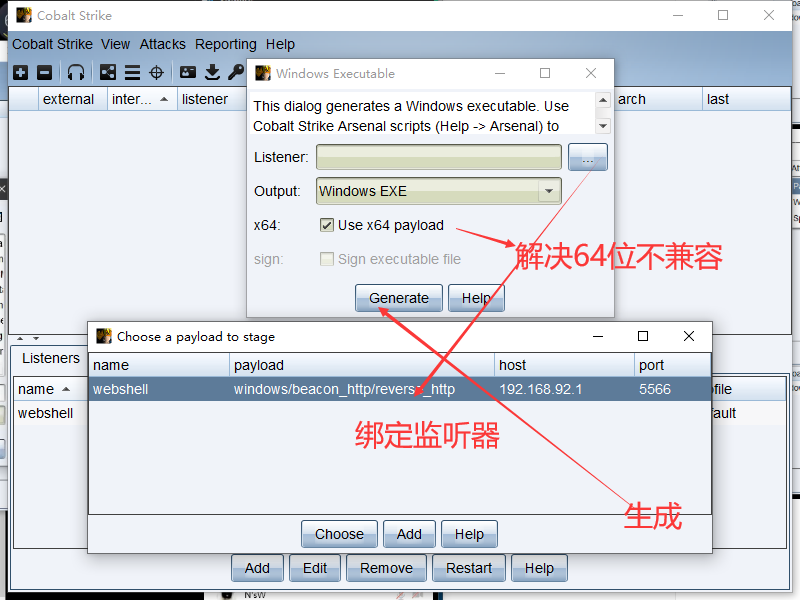 Cobalt Strike
Cobalt Strike View Attacks Reporting Help
external inter... listener arch last
Windows Executable
This dialog generates a Windows executable. Use
Cobalt Strike Arsenal scripts (Help -> Arsenal) to
Listener: ...
Output: Windows EXE
x64: Use x64 payload
解决64位不兼容
sign: Sign executable file
Generate Help
Choose a payload to stage
name payload host port
webshell windows/beacon_http/reverse_http 192.168.92.1 5566
绑定监听器
生成
Choose Add Help
Listeners
name
webshell
Add Edit Remove Restart Help